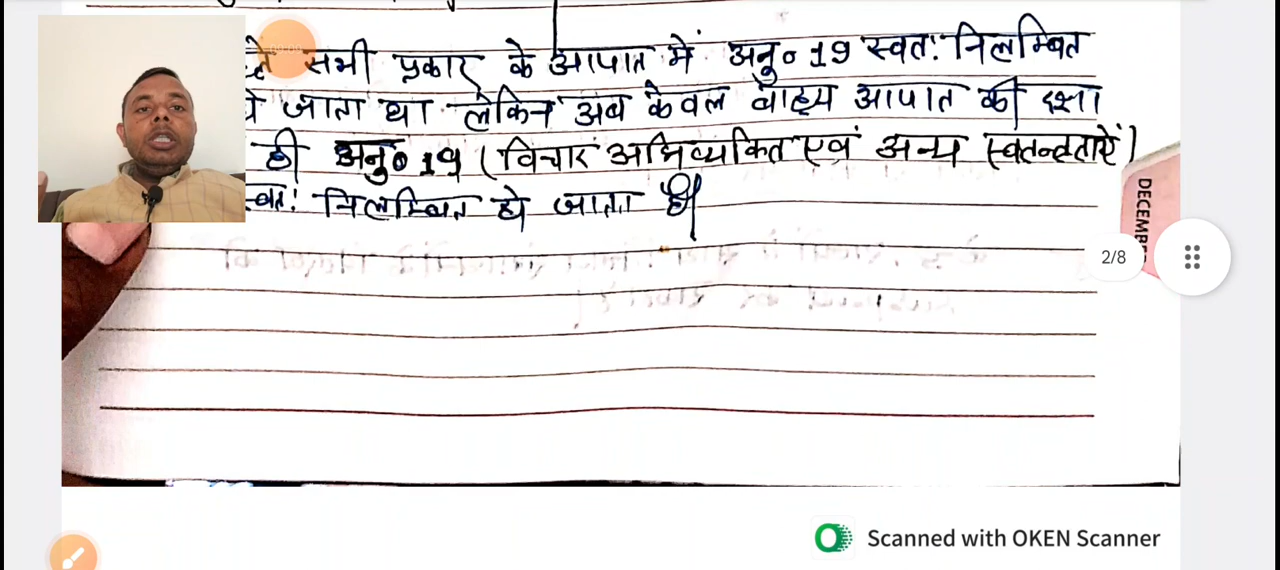 सभी प्रकार के आपात में अनु० 19 स्वतः निलम्बित
जाता था लेकिन अब केवल वाह्य आपात की दशा
ही अनु० 19 (विचार अभिव्यकित एवं अन्य स्वतन्त्रताऐं)
स्वतः निलम्बित हो जाता है।
DECEMB
2/8
Scanned with OKEN Scanner